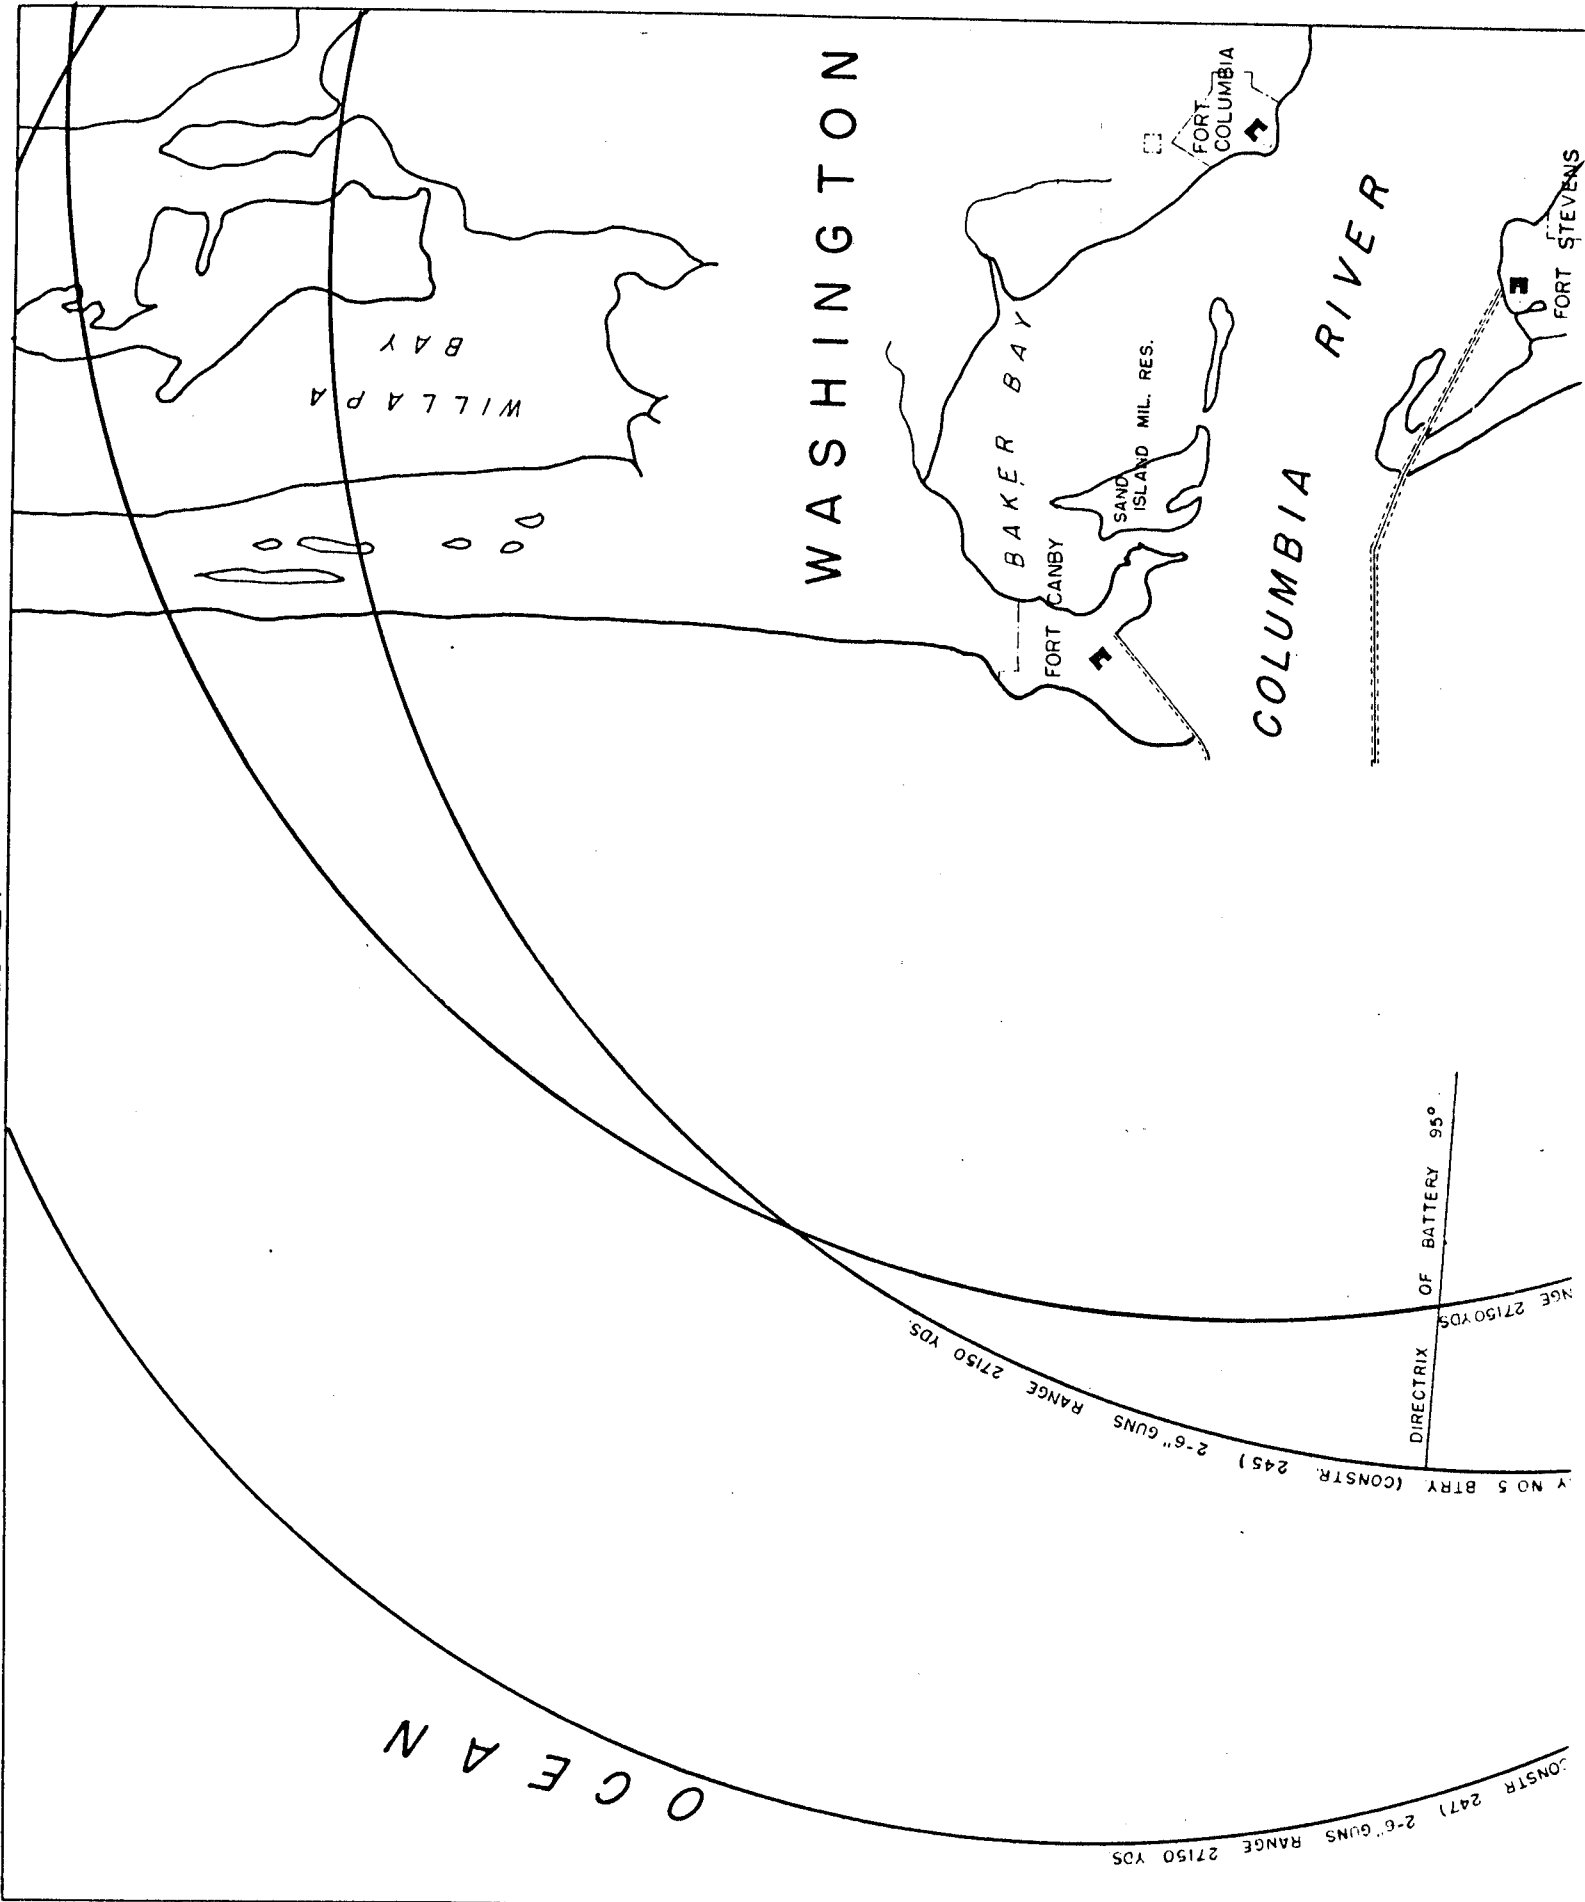 WILLAPA
BAY
WASHINGTON
FORT
COLUMBIA
BAKER BAY
SAND
ISLAND MIL. RES.
FORT CANBY
COLUMBIA RIVER
FORT STEVENS
DIRECTRIX OF BATTERY 95°
NGE 27150 YDS
Y NO 5 BTRY. (CONSTR. 245) 2-6" GUNS RANGE 27150 YDS.
CONSTR 247) 2-6" GUNS RANGE 27150 YDS
OCEAN